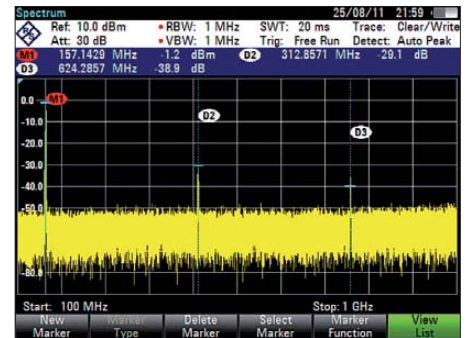 Spectrum 25/08/11 21:59
Ref: 10.0 dBm • RBW: 1 MHz SWT: 20 ms Trace: Clear/Write
Att: 30 dB • VBW: 1 MHz Trig: Free Run Detect: Auto Peak
M1 157.1429 MHz -1.2 dBm D2 312.8571 MHz -29.1 dB
D3 624.2857 MHz -38.9 dB
0.0 M1
D2
-10.0
D3
-20.0
-30.0
-40.0
-50.0
-80.0
Start: 100 MHz Stop: 1 GHz
New Marker Delete Select Marker View
Marker Type Marker Marker Function List